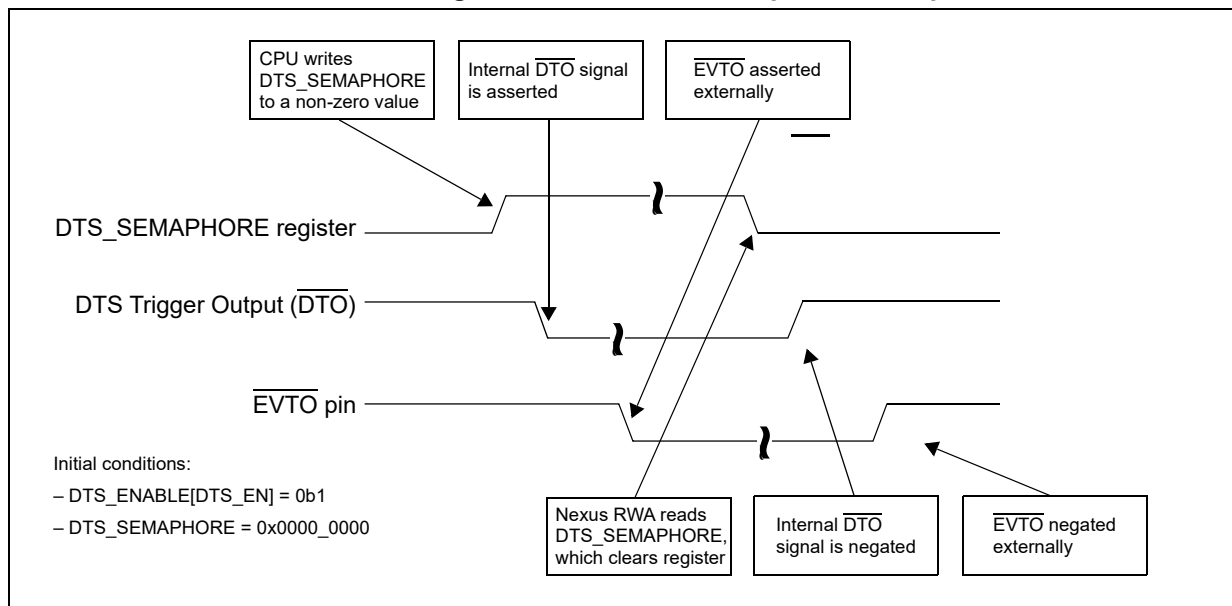 CPU writes
DTS_SEMAPHORE
to a non-zero value
Internal DTO signal
is asserted
EVTO asserted
externally
DTS_SEMAPHORE register
DTS Trigger Output (DTO)
EVTO pin
Initial conditions:
– DTS_ENABLE[DTS_EN] = 0b1
– DTS_SEMAPHORE = 0x0000_0000
Nexus RWA reads
DTS_SEMAPHORE,
which clears register
Internal DTO
signal is negated
EVTO negated
externally